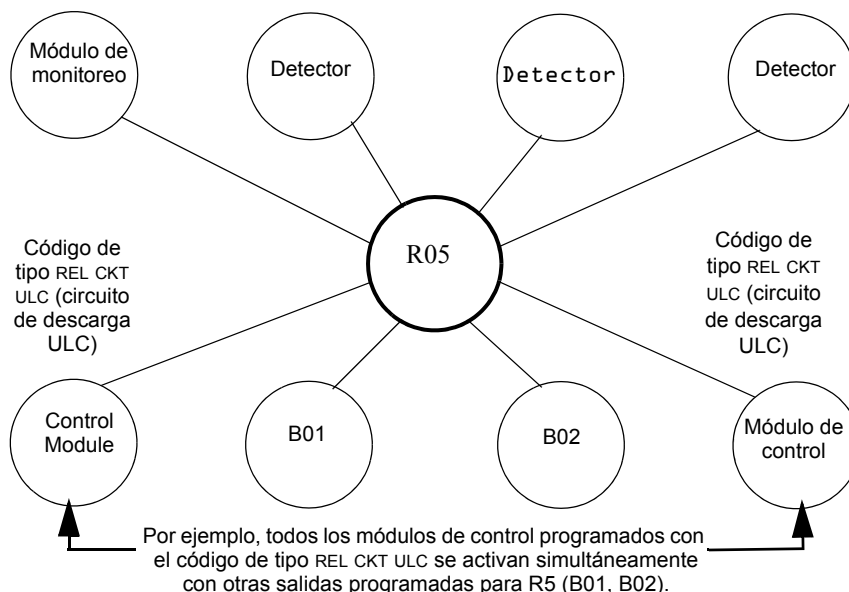 Módulo de
monitoreo
Detector
Detector
Detector
R05
Código de
tipo REL CKT
ULC (circuito
de descarga
ULC)
Código de
tipo REL CKT
ULC (circuito
de descarga
ULC)
Control
Module
B01
B02
Módulo de
control
Por ejemplo, todos los módulos de control programados con
el código de tipo REL CKT ULC se activan simultáneamente
con otras salidas programadas para R5 (B01, B02).